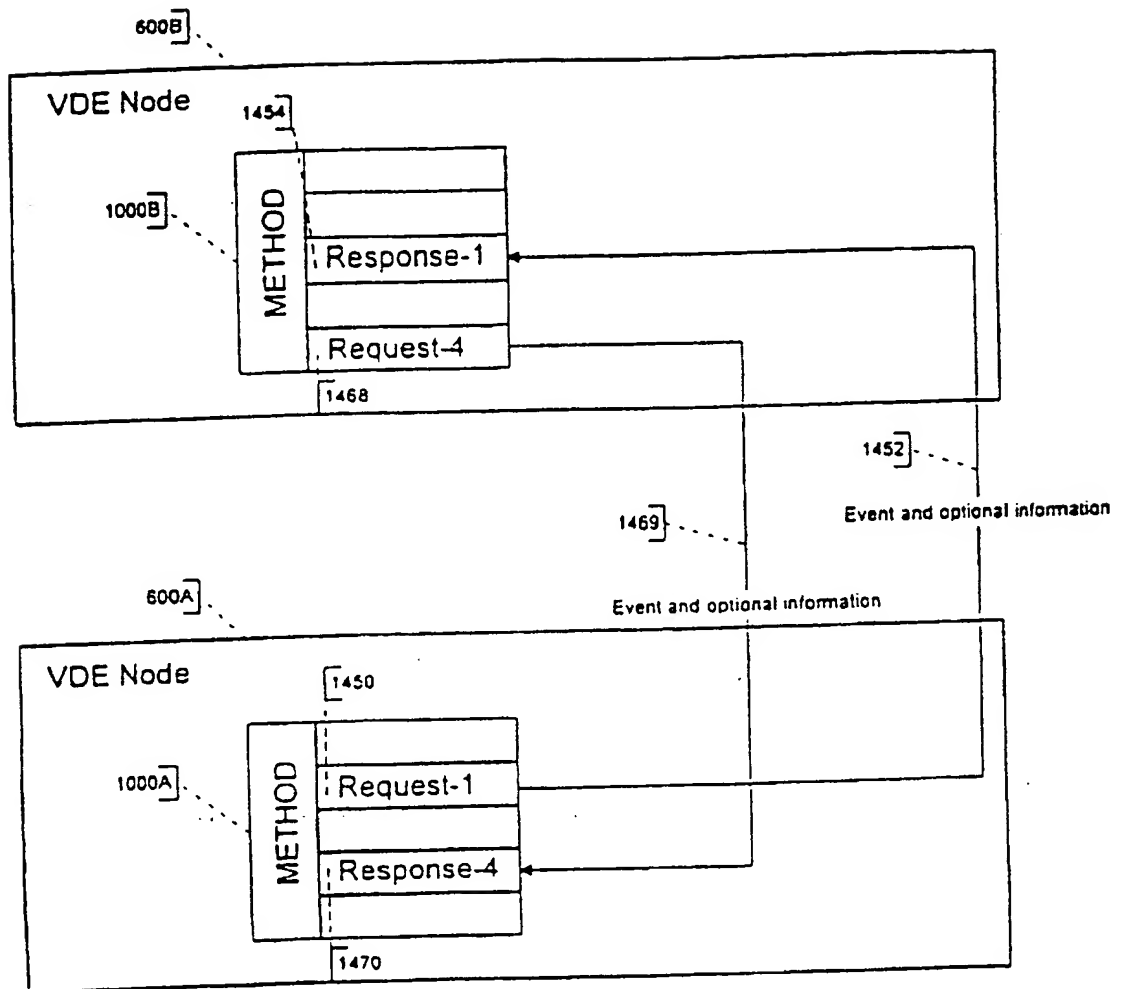 600B
VDE Node
1454
1000B
METHOD
Response-1
Request-4
1468
1452
Event and optional information
1469
600A
Event and optional information
VDE Node
1450
1000A
METHOD
Request-1
Response-4
1470